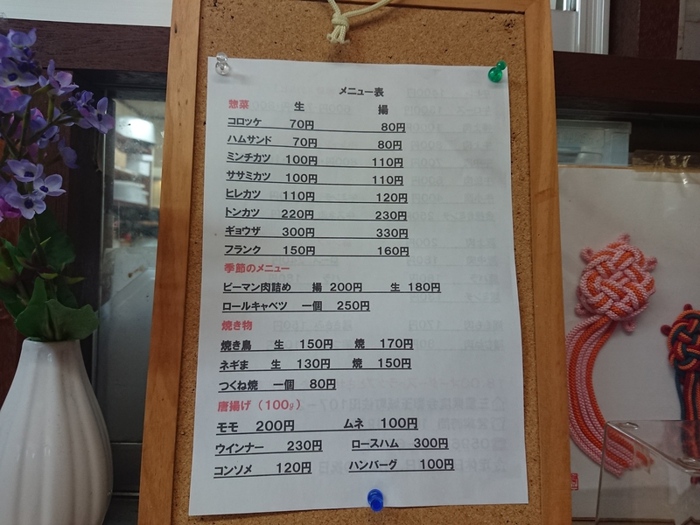 メニュー表
惣菜 生 揚
コロッケ 70円 80円
ハムサンド 70円 80円
ミンチカツ 100円 110円
ササミカツ 100円 110円
ヒレカツ 110円 120円
トンカツ 220円 230円
ギョウザ 300円 330円
フランク 150円 160円
季節のメニュー
ピーマン肉詰め 揚 200円 生 180円
ロールキャベツ 一個 250円
焼き物
焼き鳥 生 150円 焼 170円
ネギま 生 130円 焼 150円
つくね焼 一個 80円
唐揚げ(100g)
モモ 200円 ムネ 100円
ウインナー 230円 ロースハム 300円
コンソメ 120円 ハンバーグ 100円